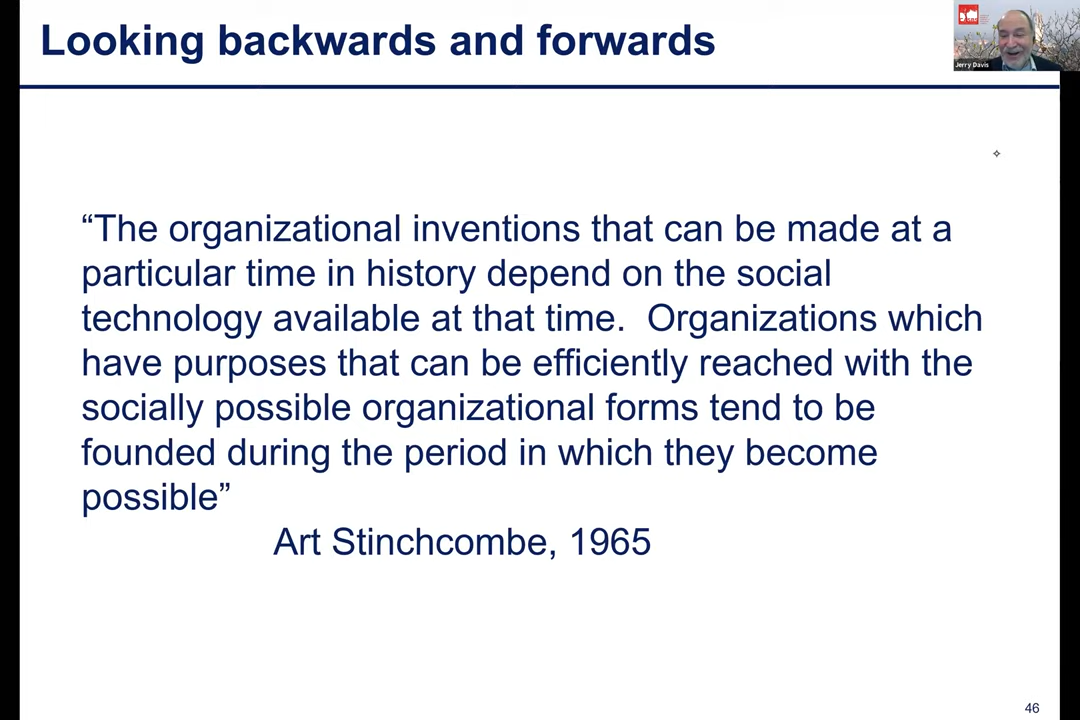 Looking backwards and forwards
Jerry Davis
“The organizational inventions that can be made at a
particular time in history depend on the social
technology available at that time.  Organizations which
have purposes that can be efficiently reached with the
socially possible organizational forms tend to be
founded during the period in which they become
possible”
Art Stinchcombe, 1965
46